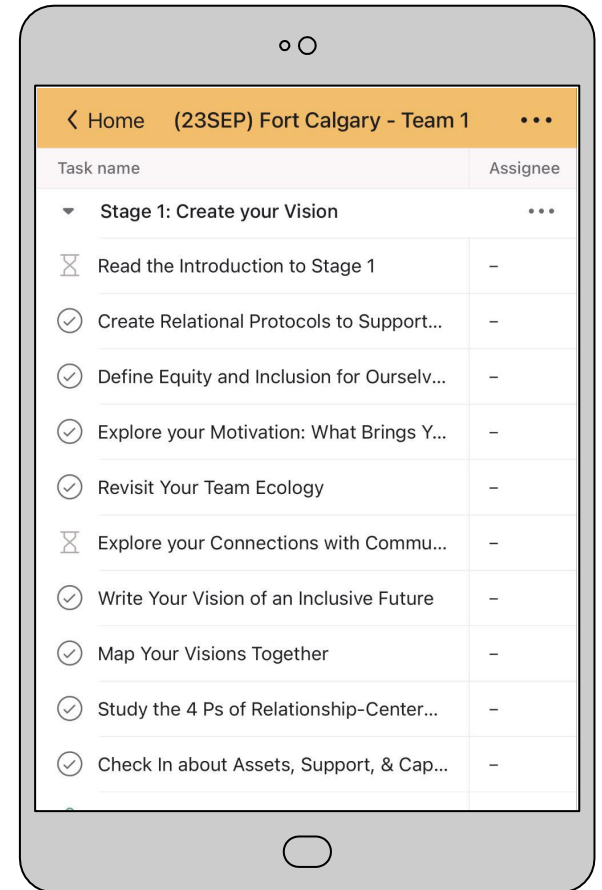 Home (23SEP) Fort Calgary - Team 1
Task name Assignee
Stage 1: Create your Vision
Read the Introduction to Stage 1 –
Create Relational Protocols to Support... –
Define Equity and Inclusion for Ourselv... –
Explore your Motivation: What Brings Y... –
Revisit Your Team Ecology –
Explore your Connections with Commu... –
Write Your Vision of an Inclusive Future –
Map Your Visions Together –
Study the 4 Ps of Relationship-Center... –
Check In about Assets, Support, & Cap... –